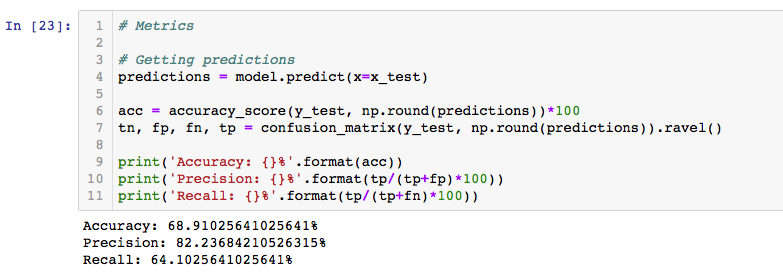 In [23]:
1 # Metrics
2
3 # Getting predictions
4 predictions = model.predict(x=x_test)
5
6 acc = accuracy_score(y_test, np.round(predictions))*100
7 tn, fp, fn, tp = confusion_matrix(y_test, np.round(predictions)).ravel()
8
9 print('Accuracy: {}%'.format(acc))
10 print('Precision: {}%'.format(tp/(tp+fp)*100))
11 print('Recall: {}%'.format(tp/(tp+fn)*100))
Accuracy: 68.91025641025641%
Precision: 82.23684210526315%
Recall: 64.1025641025641%